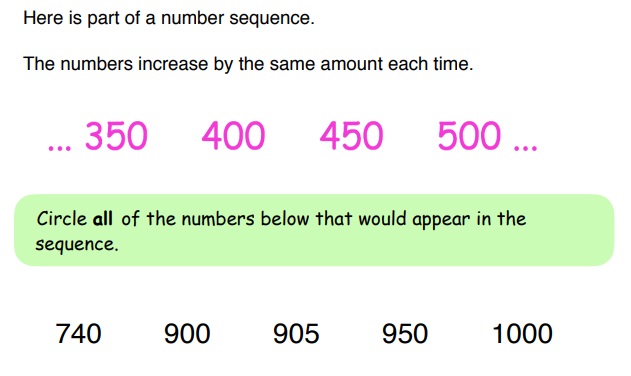 Here is part of a number sequence.
The numbers increase by the same amount each time.
... 350 400 450 500 ...
Circle all of the numbers below that would appear in the
sequence.
740 900 905 950 1000